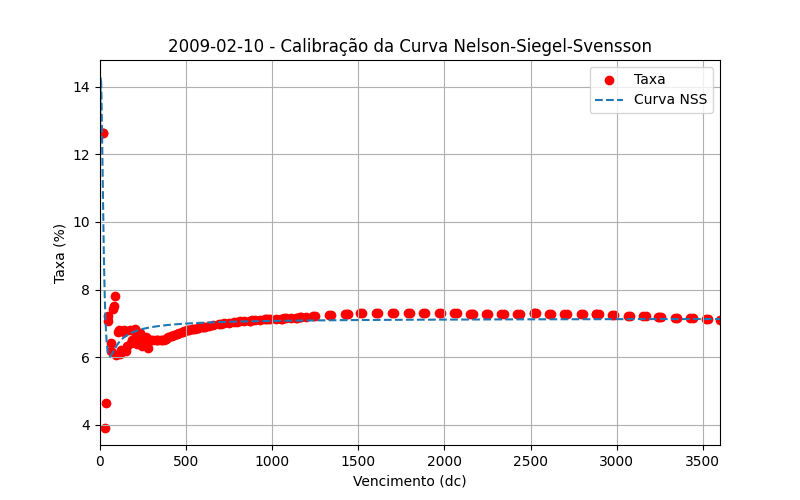 2009-02-10 - Calibração da Curva Nelson-Siegel-Svensson
Taxa
Curva NSS
Taxa (%)
14
12
10
8
6
4
0 500 1000 1500 2000 2500 3000 3500
Vencimento (dc)